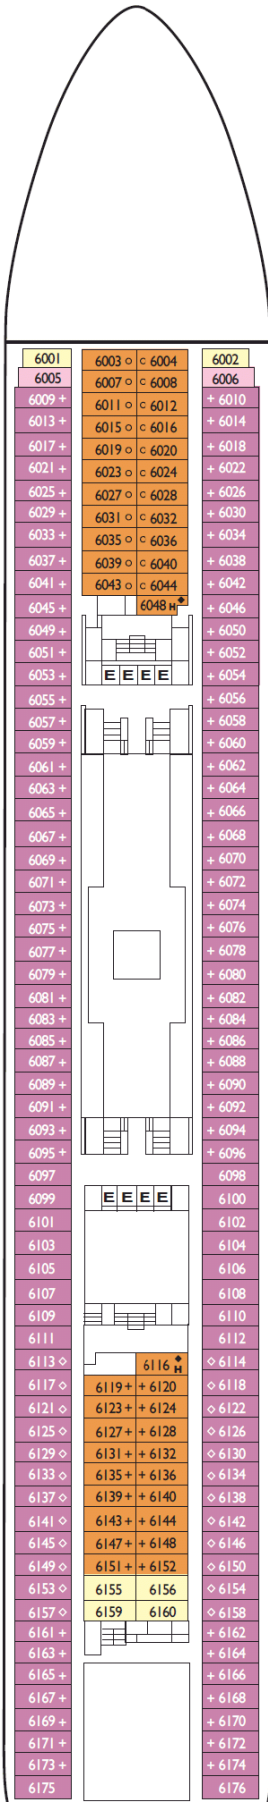 6001 6003 o c 6004 6002
6005 6007 o c 6008 6006
6009 + 6011 o c 6012 + 6010
6013 + 6015 o c 6016 + 6014
6017 + 6019 o c 6020 + 6018
6021 + 6023 o c 6024 + 6022
6025 + 6027 o c 6028 + 6026
6029 + 6031 o c 6032 + 6030
6033 + 6035 o c 6036 + 6034
6037 + 6039 o c 6040 + 6038
6041 + 6043 o c 6044 + 6042
6045 + 6048 H ◆ + 6046
6049 + + 6050
6051 + + 6052
6053 + E E E E + 6054
6055 + + 6056
6057 + + 6058
6059 + + 6060
6061 + + 6062
6063 + + 6064
6065 + + 6066
6067 + + 6068
6069 + + 6070
6071 + + 6072
6073 + + 6074
6075 + + 6076
6077 + + 6078
6079 + + 6080
6081 + + 6082
6083 + + 6084
6085 + + 6086
6087 + + 6088
6089 + + 6090
6091 + + 6092
6093 + + 6094
6095 + + 6096
6097 6098
6099 E E E E 6100
6101 6102
6103 6104
6105 6106
6107 6108
6109 6110
6111 6112
6113 ◇ 6116 ◆ H ◇ 6114
6117 ◇ 6119 + + 6120 ◇ 6118
6121 ◇ 6123 + + 6124 ◇ 6122
6125 ◇ 6127 + + 6128 ◇ 6126
6129 ◇ 6131 + + 6132 ◇ 6130
6133 ◇ 6135 + + 6136 ◇ 6134
6137 ◇ 6139 + + 6140 ◇ 6138
6141 ◇ 6143 + + 6144 ◇ 6142
6145 ◇ 6147 + + 6148 ◇ 6146
6149 ◇ 6151 + + 6152 ◇ 6150
6153 ◇ 6155 6156 ◇ 6154
6157 ◇ 6159 6160 ◇ 6158
6161 + + 6162
6163 + + 6164
6165 + + 6166
6167 + + 6168
6169 + + 6170
6171 + + 6172
6173 + + 6174
6175 6176